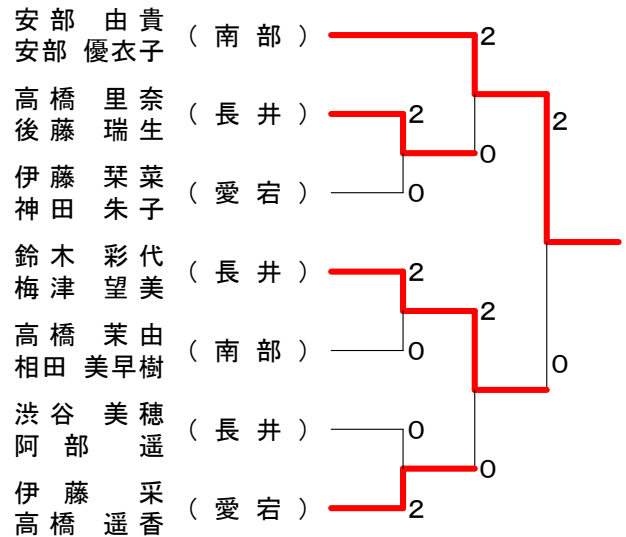 安部 由貴
安部 優衣子
(南部)
2
高橋 里奈
後藤 瑞生
(長井)
2
2
0
伊藤 栞菜
神田 朱子
(愛宕)
0
鈴木 彩代
梅津 望美
(長井)
2
2
高橋 茉由
相田 美早樹
(南部)
0
0
渋谷 美穂
阿部 遥
(長井)
0
0
伊藤 采
高橋 遥香
(愛宕)
2